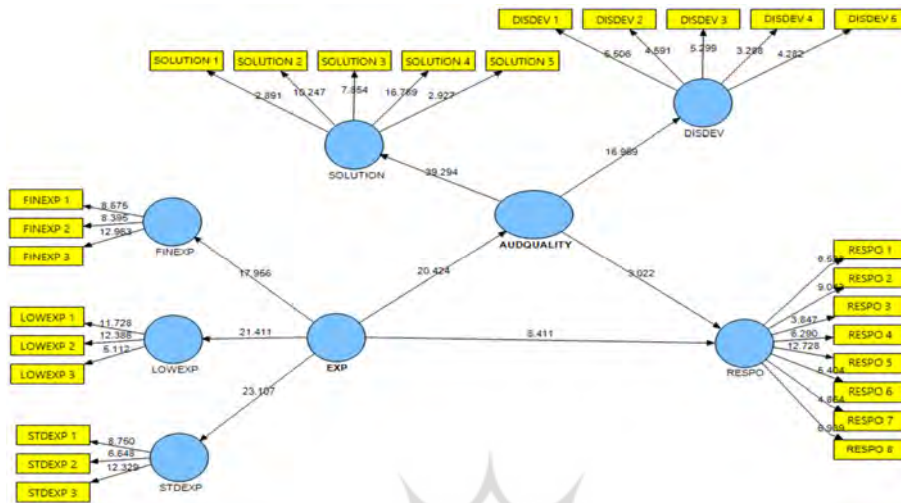 DISDEV 1 DISDEV 2 DISDEV 3 DISDEV 4 DISDEV 5
5.506 4.591 5.299 3.288 4.282
DISDEV
SOLUTION 1 SOLUTION 2 SOLUTION 3 SOLUTION 4 SOLUTION 5
2.891 10.247 7.854 16.789 2.927
SOLUTION
39.294
16.969
AUDQUALITY
FINEXP 1
FINEXP 2
FINEXP 3
8.675
8.395
12.963
FINEXP
17.966
20.424
3.022
LOWEXP 1
LOWEXP 2
LOWEXP 3
11.728
12.386
5.112
LOWEXP
21.411
EXP
8.411
23.107
STDEXP 1
STDEXP 2
STDEXP 3
8.760
6.648
12.329
STDEXP
RESPO
3.847
6.290
12.728
5.404
4.864
RESPO 1
RESPO 2
RESPO 3
RESPO 4
RESPO 5
RESPO 6
RESPO 7
RESPO 8